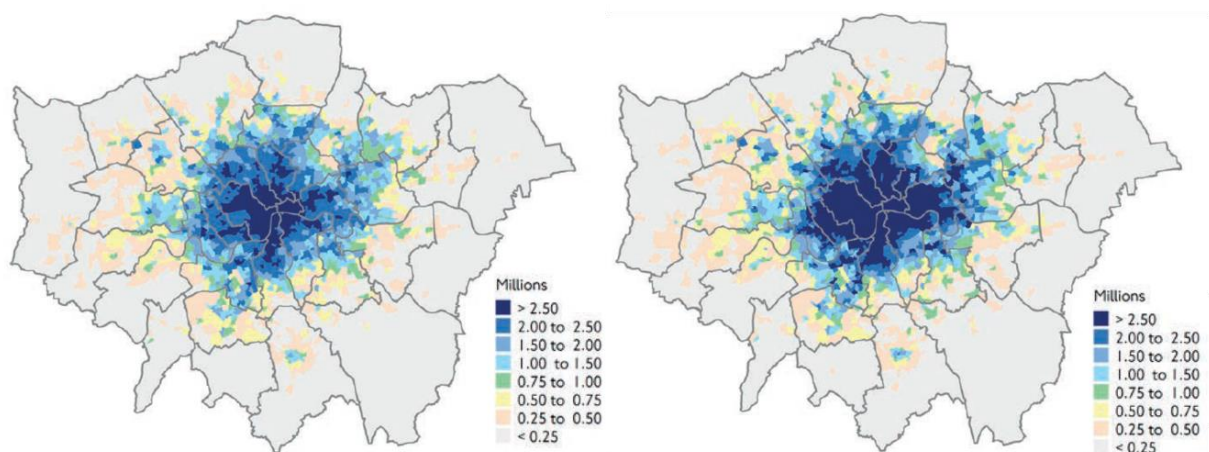 Millions
> 2.50
2.00 to 2.50
1.50 to 2.00
1.00 to 1.50
0.75 to 1.00
0.50 to 0.75
0.25 to 0.50
< 0.25
Millions
> 2.50
2.00 to 2.50
1.50 to 2.00
1.00 to 1.50
0.75 to 1.00
0.50 to 0.75
0.25 to 0.50
< 0.25